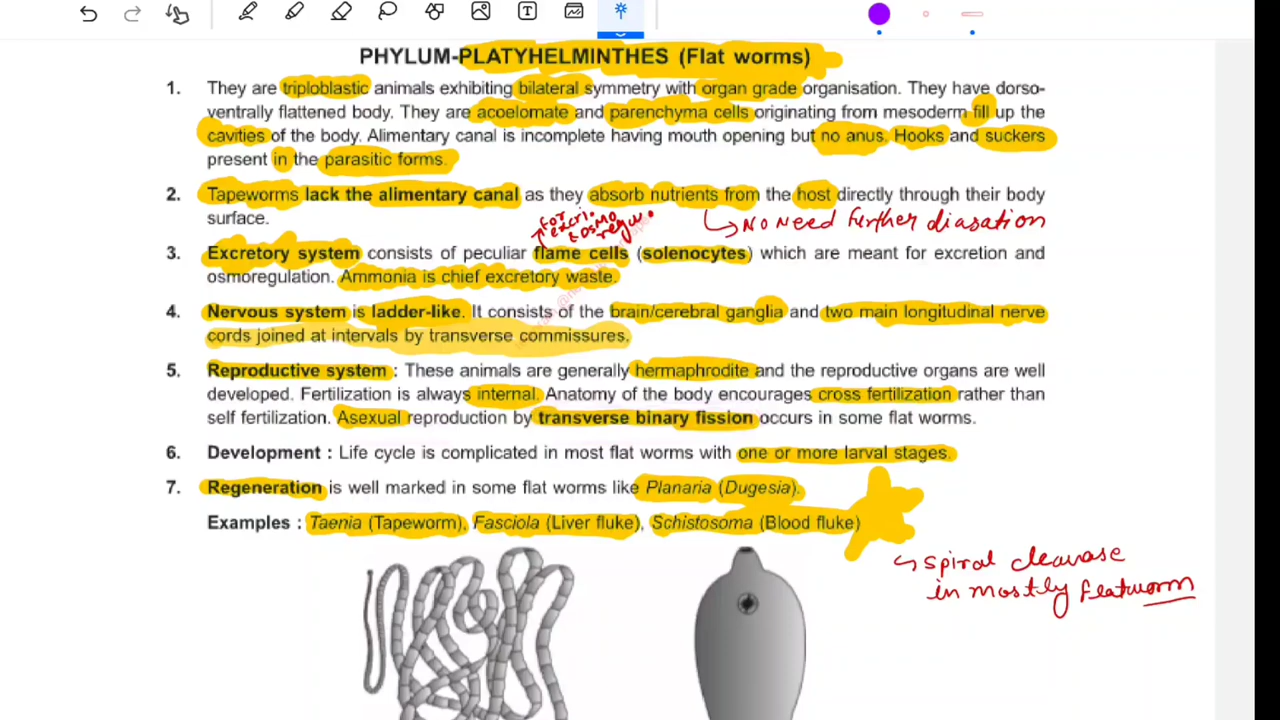 PHYLUM-PLATYHELMINTHES (Flat worms)
1. They are triploblastic animals exhibiting bilateral symmetry with organ grade organisation. They have dorso-
ventrally flattened body. They are acoelomate and parenchyma cells originating from mesoderm fill up the
cavities of the body. Alimentary canal is incomplete having mouth opening but no anus. Hooks and suckers
present in the parasitic forms.
2. Tapeworms lack the alimentary canal as they absorb nutrients from the host directly through their body
surface.
For excri. & osmo regu.
No Need further diasation
3. Excretory system consists of peculiar flame cells (solenocytes) which are meant for excretion and
osmoregulation. Ammonia is chief excretory waste.
4. Nervous system is ladder-like. It consists of the brain/cerebral ganglia and two main longitudinal nerve
cords joined at intervals by transverse commissures.
5. Reproductive system : These animals are generally hermaphrodite and the reproductive organs are well
developed. Fertilization is always internal. Anatomy of the body encourages cross fertilization rather than
self fertilization. Asexual reproduction by transverse binary fission occurs in some flat worms.
6. Development : Life cycle is complicated in most flat worms with one or more larval stages.
7. Regeneration is well marked in some flat worms like Planaria (Dugesia).
Examples : Taenia (Tapeworm), Fasciola (Liver fluke), Schistosoma (Blood fluke)
spiral cleavase
in mostly flatworm